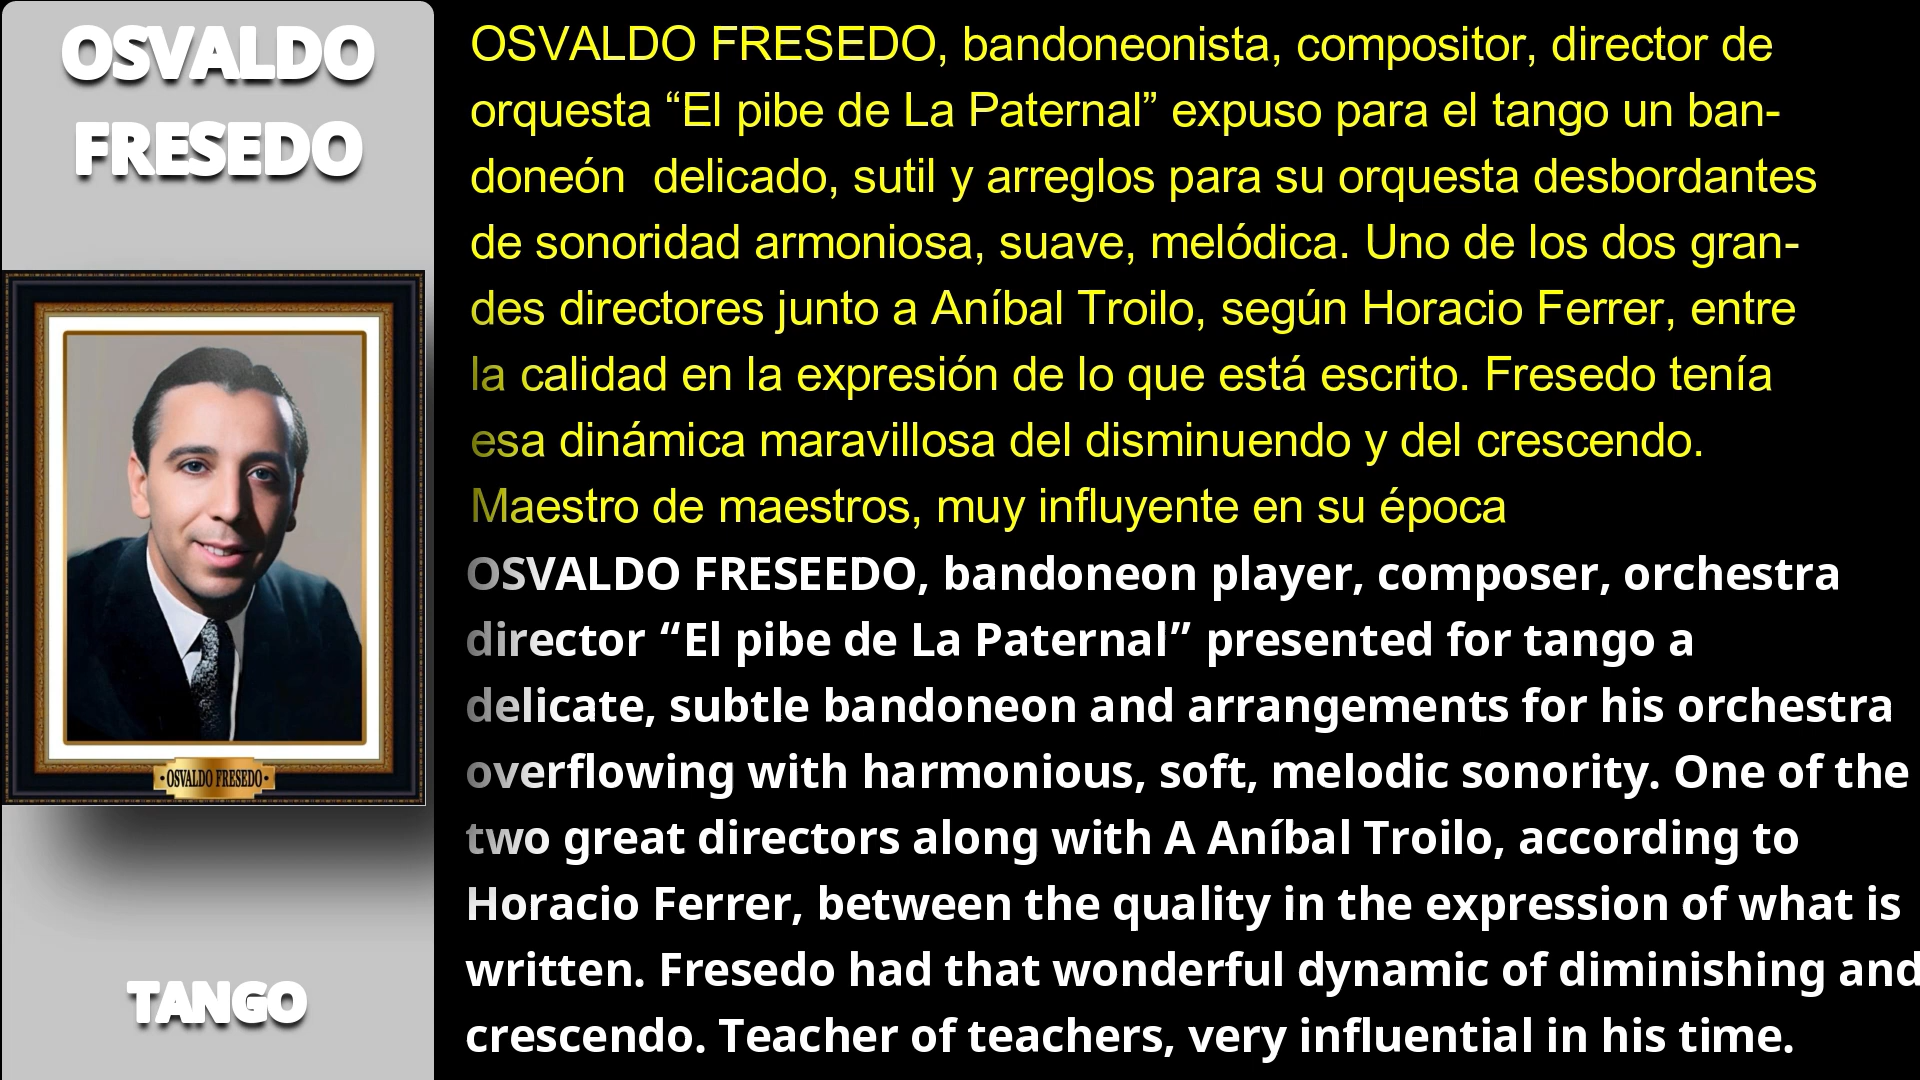 OSVALDO
FRESEDO
•OSVALDO FRESEDO•
TANGO
OSVALDO FRESEDO, bandoneonista, compositor, director de
orquesta “El pibe de La Paternal” expuso para el tango un ban-
doneón  delicado, sutil y arreglos para su orquesta desbordantes
de sonoridad armoniosa, suave, melódica. Uno de los dos gran-
des directores junto a Aníbal Troilo, según Horacio Ferrer, entre
la calidad en la expresión de lo que está escrito. Fresedo tenía
esa dinámica maravillosa del disminuendo y del crescendo.
Maestro de maestros, muy influyente en su época
OSVALDO FRESEEDO, bandoneon player, composer, orchestra
director “El pibe de La Paternal” presented for tango a
delicate, subtle bandoneon and arrangements for his orchestra
overflowing with harmonious, soft, melodic sonority. One of the
two great directors along with A Aníbal Troilo, according to
Horacio Ferrer, between the quality in the expression of what is
written. Fresedo had that wonderful dynamic of diminishing and
crescendo. Teacher of teachers, very influential in his time.